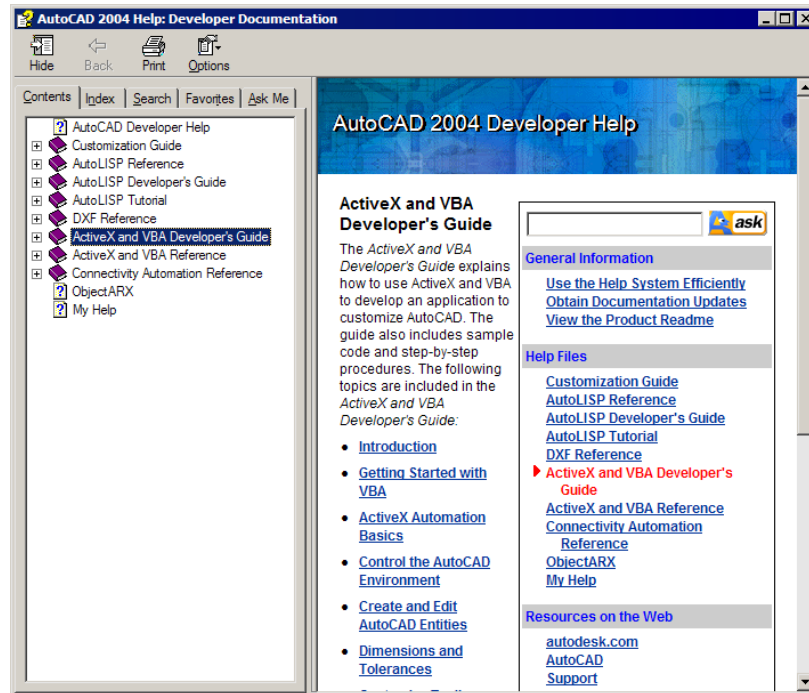 AutoCAD 2004 Help: Developer Documentation
Hide Back Print Options
Contents Index Search Favorites Ask Me
AutoCAD Developer Help
Customization Guide
AutoLISP Reference
AutoLISP Developer's Guide
AutoLISP Tutorial
DXF Reference
ActiveX and VBA Developer's Guide
ActiveX and VBA Reference
Connectivity Automation Reference
ObjectARX
My Help
AutoCAD 2004 Developer Help
ActiveX and VBA
Developer's Guide
The ActiveX and VBA
Developer's Guide explains
how to use ActiveX and VBA
to develop an application to
customize AutoCAD. The
guide also includes sample
code and step-by-step
procedures. The following
topics are included in the
ActiveX and VBA
Developer's Guide:
Introduction
Getting Started with
VBA
ActiveX Automation
Basics
Control the AutoCAD
Environment
Create and Edit
AutoCAD Entities
Dimensions and
Tolerances
ask
General Information
Use the Help System Efficiently
Obtain Documentation Updates
View the Product Readme
Help Files
Customization Guide
AutoLISP Reference
AutoLISP Developer's Guide
AutoLISP Tutorial
DXF Reference
ActiveX and VBA Developer's
Guide
ActiveX and VBA Reference
Connectivity Automation
Reference
ObjectARX
My Help
Resources on the Web
autodesk.com
AutoCAD
Support